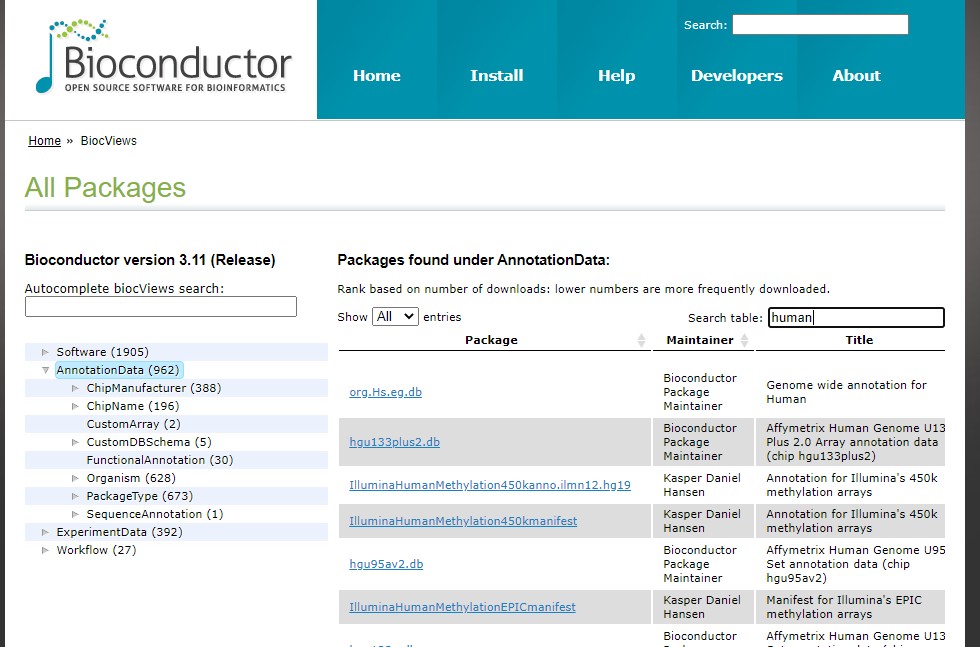 Bioconductor
OPEN SOURCE SOFTWARE FOR BIOINFORMATICS
Search:
Home Install Help Developers About
Home » BiocViews
All Packages
Bioconductor version 3.11 (Release)
Autocomplete biocViews search:
Software (1905)
AnnotationData (962)
ChipManufacturer (388)
ChipName (196)
CustomArray (2)
CustomDBSchema (5)
FunctionalAnnotation (30)
Organism (628)
PackageType (673)
SequenceAnnotation (1)
ExperimentData (392)
Workflow (27)
Packages found under AnnotationData:
Rank based on number of downloads: lower numbers are more frequently downloaded.
Show All entries
Search table: human
Package Maintainer Title
org.Hs.eg.db
Bioconductor
Package
Maintainer
Genome wide annotation for
Human
hgu133plus2.db
Bioconductor
Package
Maintainer
Affymetrix Human Genome U13
Plus 2.0 Array annotation data
(chip hgu133plus2)
IlluminaHumanMethylation450kanno.ilmn12.hg19
Kasper Daniel
Hansen
Annotation for Illumina's 450k
methylation arrays
IlluminaHumanMethylation450kmanifest
Kasper Daniel
Hansen
Annotation for Illumina's 450k
methylation arrays
hgu95av2.db
Bioconductor
Package
Maintainer
Affymetrix Human Genome U95
Set annotation data (chip
hgu95av2)
IlluminaHumanMethylationEPICmanifest
Kasper Daniel
Hansen
Manifest for Illumina's EPIC
methylation arrays
Bioconductor
Affymetrix Human Genome U13